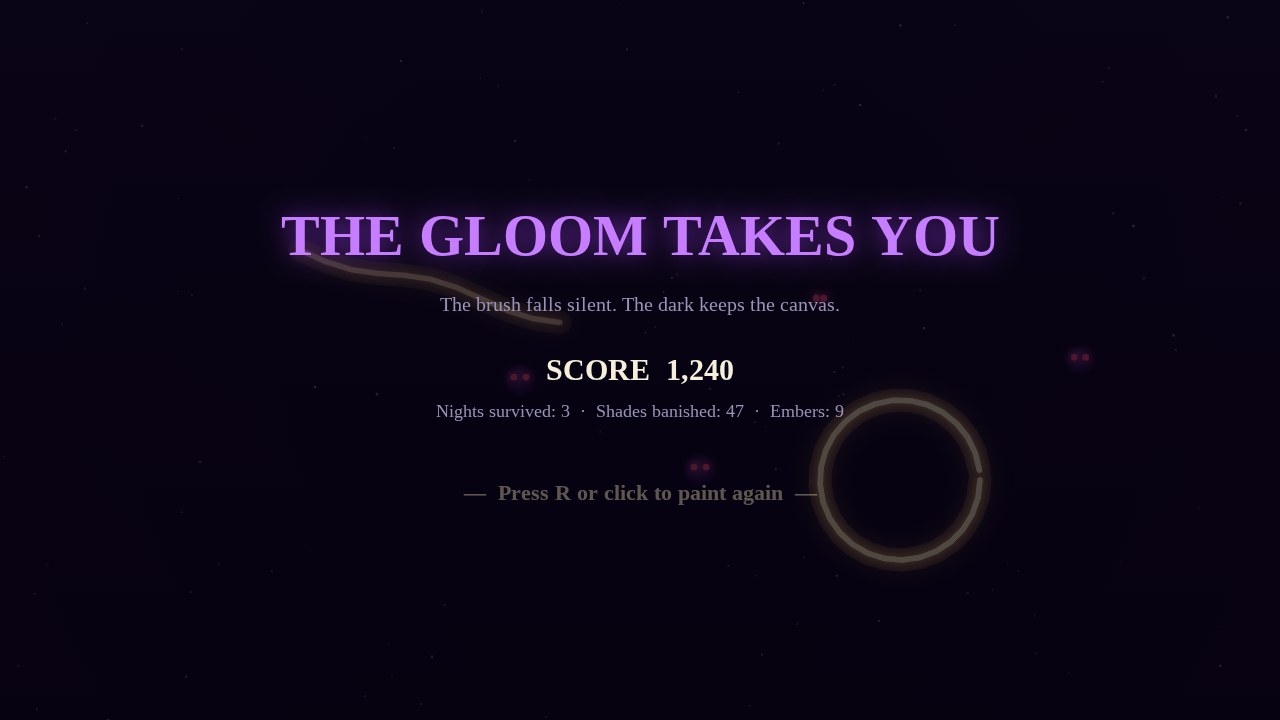 THE GLOOM TAKES YOU
The brush falls silent. The dark keeps the canvas.
SCORE 1,240
Nights survived: 3 · Shades banished: 47 · Embers: 9
— Press R or click to paint again —